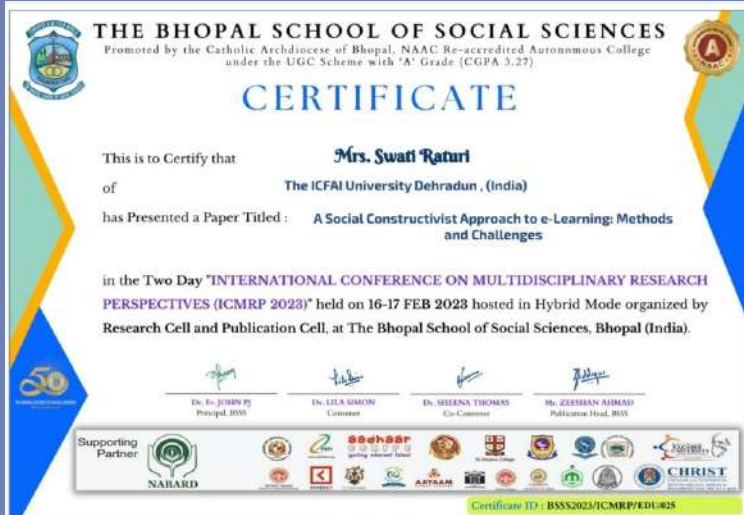 THE BHOPAL SCHOOL OF SOCIAL SCIENCES
Promoted by the Catholic Archdiocese of Bhopal, NAAC Re-accredited Autonomous College
under the UGC Scheme with 'A' Grade (CGPA 3.27)
A
NAAC
CERTIFICATE
This is to Certify that Mrs. Swati Raturi
of The ICFAI University Dehradun , (India)
has Presented a Paper Titled : A Social Constructivist Approach to e-Learning: Methods
and Challenges
in the Two Day "INTERNATIONAL CONFERENCE ON MULTIDISCIPLINARY RESEARCH
PERSPECTIVES (ICMRP 2023)" held on 16-17 FEB 2023 hosted in Hybrid Mode organized by
Research Cell and Publication Cell, at The Bhopal School of Social Sciences, Bhopal (India).
50
Dr. Fr. JOHN PJ
Principal, BSSS
Dr. LILA SIMON
Convener
Dr. SHEENA THOMAS
Co-Convener
Mr. ZEESHAN AHMAD
Publication Head, BSSS
Supporting
Partner
NABARD
aadhaar
AAYAAM
CHRIST
Certificate ID : BSSS2023/ICMRP/EDU/025